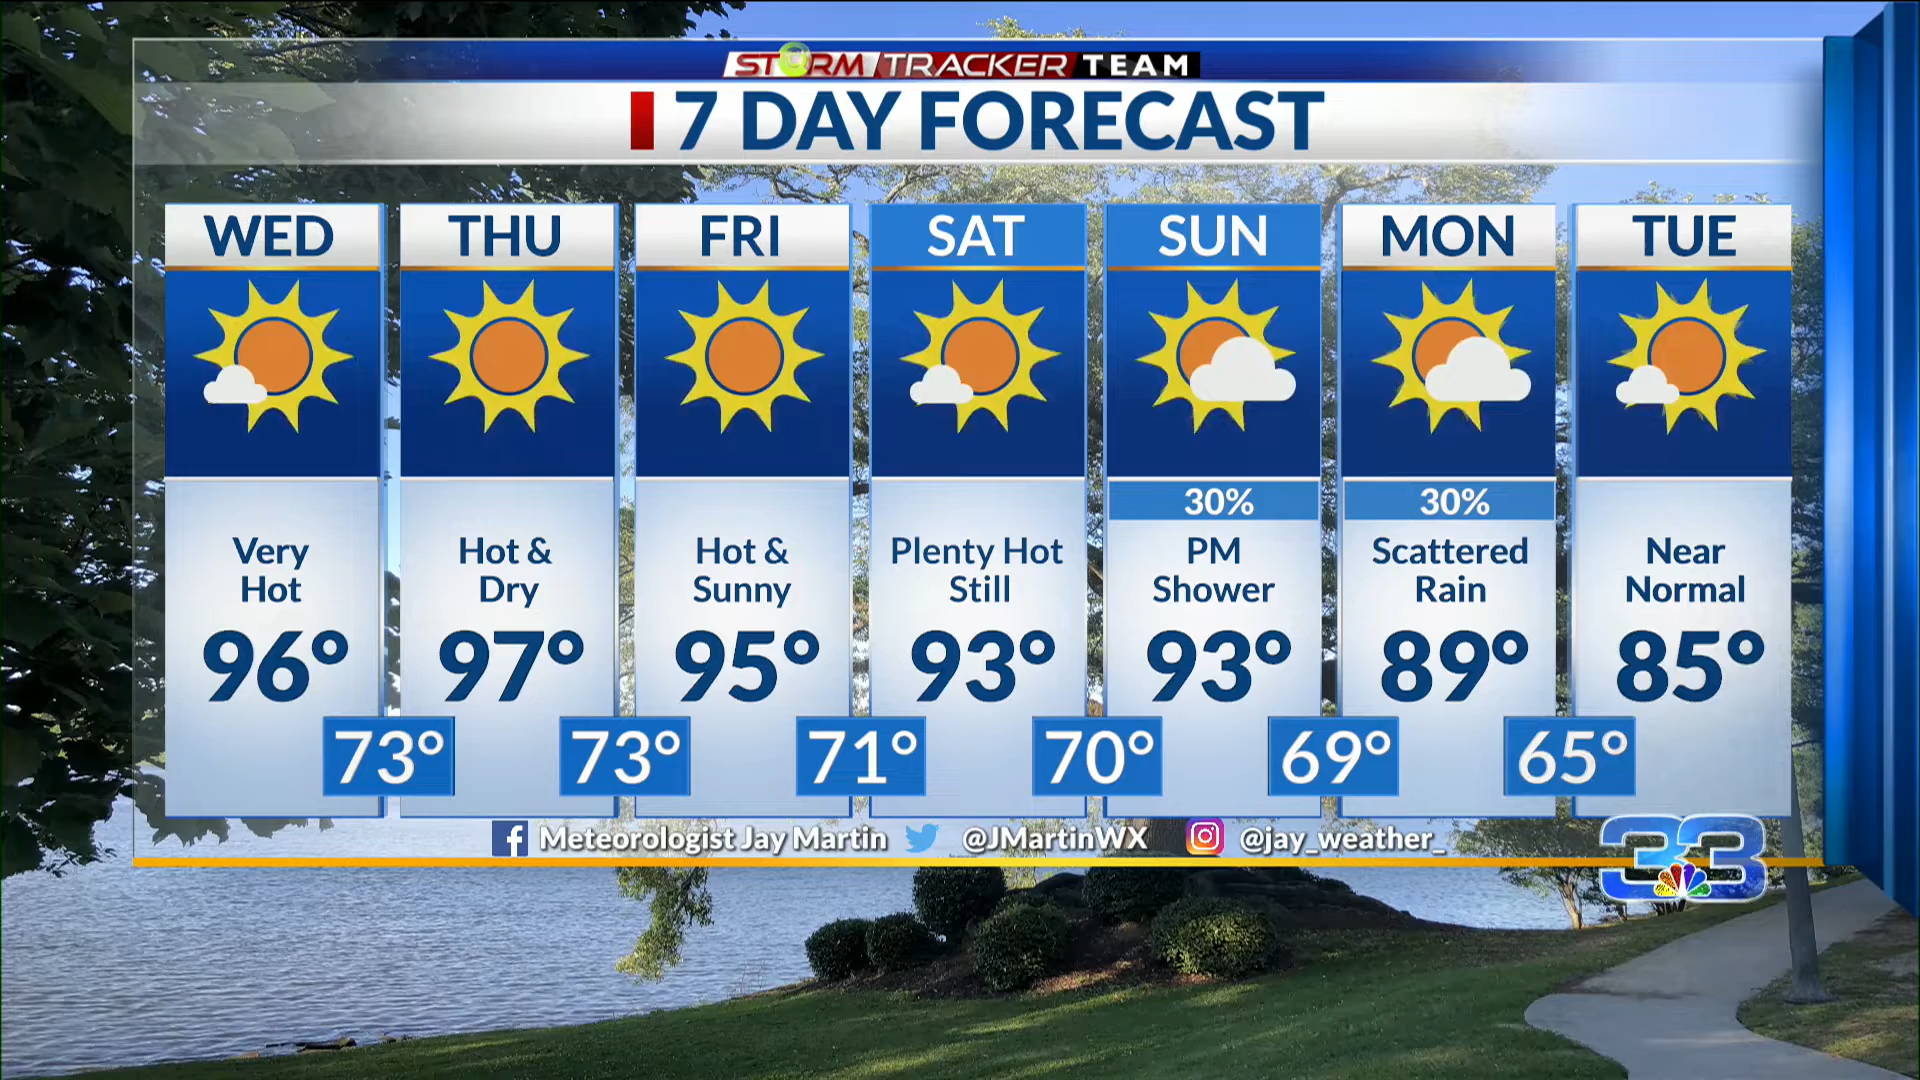 STORM TRACKER TEAM
7 DAY FORECAST
WED THU FRI SAT SUN MON TUE
30% 30%
Very Hot & Hot & Plenty Hot PM Scattered Near
Hot Dry Sunny Still Shower Rain Normal
96° 97° 95° 93° 93° 89° 85°
73° 73° 71° 70° 69° 65°
Meteorologist Jay Martin @JMartinWX @jay_weather_
33